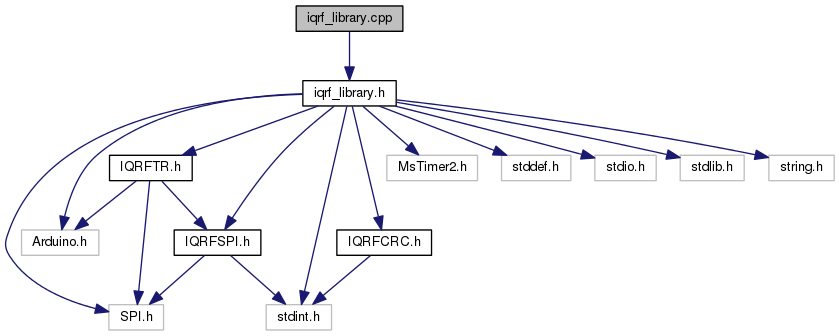 iqrf_library.cpp
iqrf_library.h
IQRFTR.h
MsTimer2.h
stddef.h
stdio.h
stdlib.h
string.h
Arduino.h
IQRFSPI.h
IQRFCRC.h
SPI.h
stdint.h